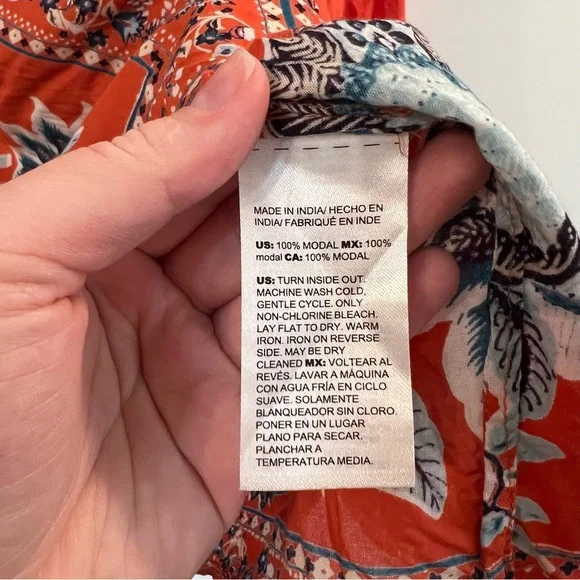 MADE IN INDIA/ HECHO EN
INDIA/ FABRIQUÉ EN INDE
US: 100% MODAL MX: 100%
modal CA: 100% MODAL
US: TURN INSIDE OUT.
MACHINE WASH COLD,
GENTLE CYCLE. ONLY
NON-CHLORINE BLEACH.
LAY FLAT TO DRY. WARM
IRON. IRON ON REVERSE
SIDE. MAY BE DRY
CLEANED MX: VOLTEAR AL
REVÉS. LAVAR A MÁQUINA
CON AGUA FRÍA EN CICLO
SUAVE. SOLAMENTE
BLANQUEADOR SIN CLORO.
PONER EN UN LUGAR
PLANO PARA SECAR.
PLANCHAR A
TEMPERATURA MEDIA.